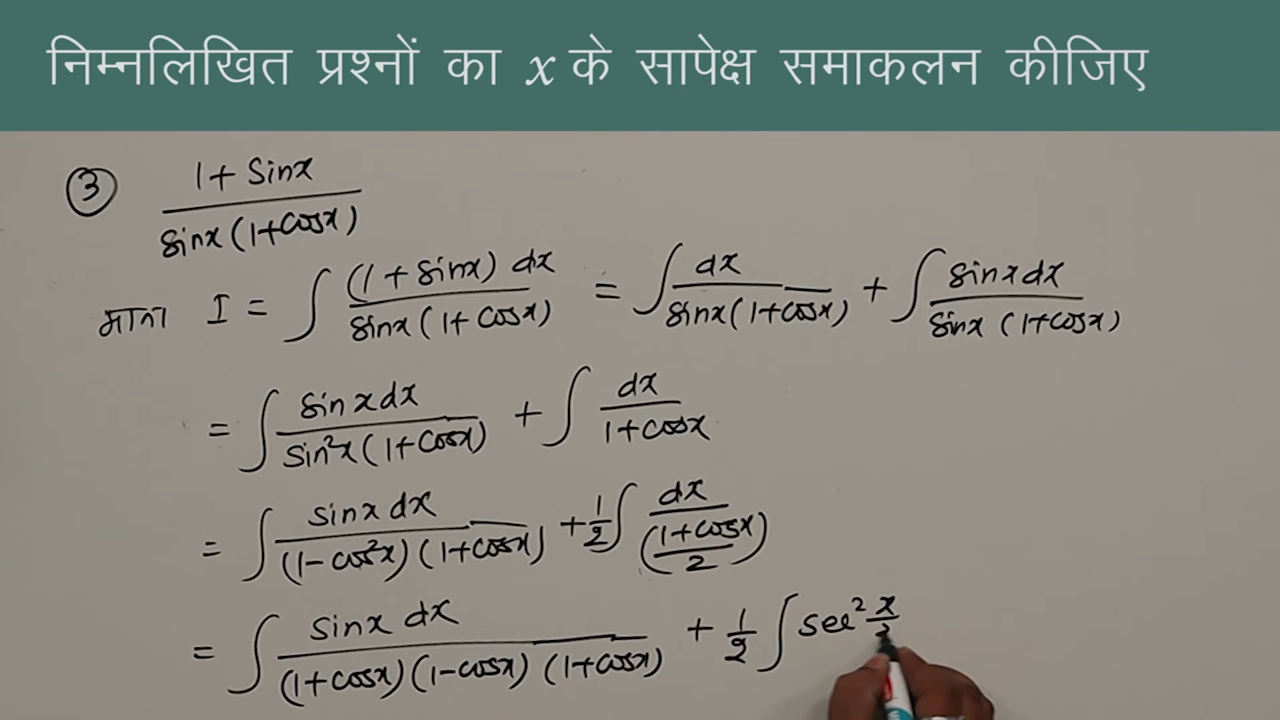 निम्नलिखित प्रश्नों का x के सापेक्ष समाकलन कीजिए
③ (1 + Sinx)/(sinx(1+cosx))
माना I = ∫ (1 + sinx) dx/(sinx(1+cosx)) = ∫ dx/(sinx(1+cosx)) + ∫ sinx dx/(sinx (1+cosx))
= ∫ sinx dx/(sin²x(1+cosx)) + ∫ dx/(1+cosx)
= ∫ sinx dx/((1-cos²x)(1+cosx)) + 1/2 ∫ dx/((1+cosx)/2)
= ∫ sinx dx/((1+cosx)(1-cosx)(1+cosx)) + 1/2 ∫ sec² x/2